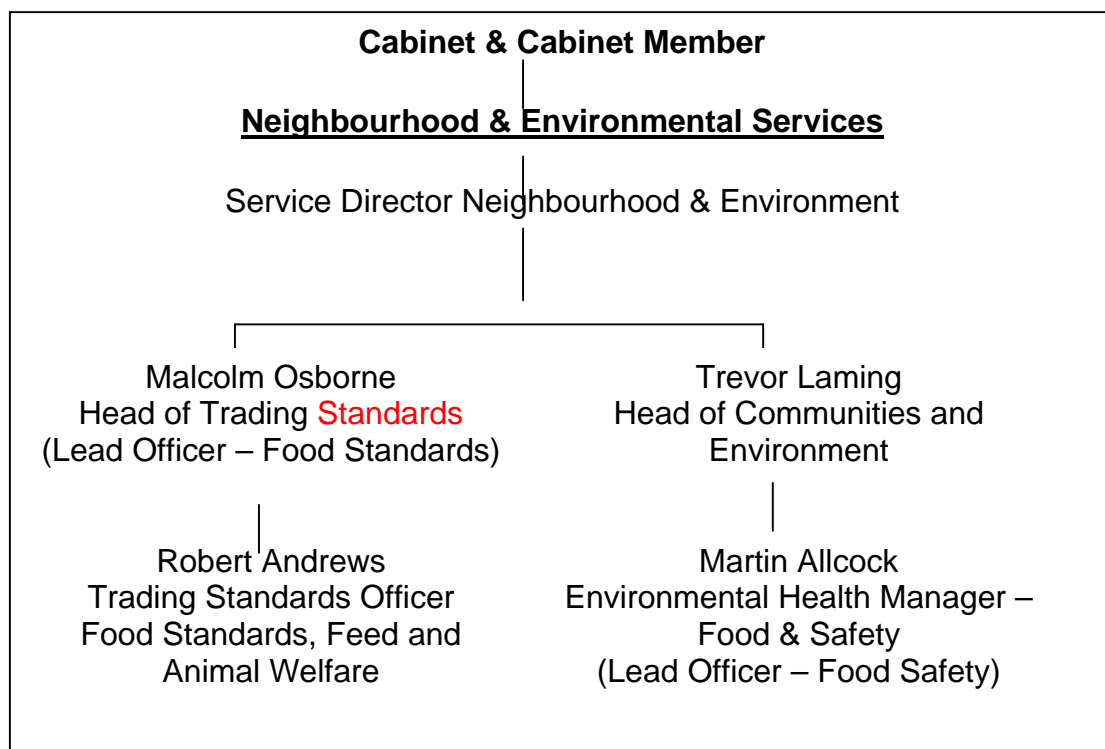 Cabinet & Cabinet Member
Neighbourhood & Environmental Services
Service Director Neighbourhood & Environment
Malcolm Osborne
Head of Trading Standards
(Lead Officer – Food Standards)
Trevor Laming
Head of Communities and
Environment
Robert Andrews
Trading Standards Officer
Food Standards, Feed and
Animal Welfare
Martin Allcock
Environmental Health Manager –
Food & Safety
(Lead Officer – Food Safety)